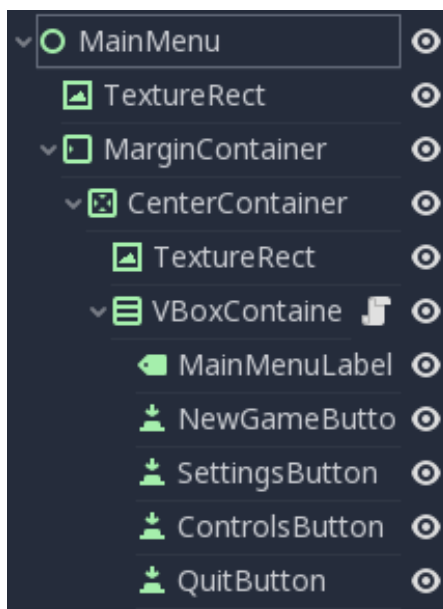 MainMenu
TextureRect
MarginContainer
CenterContainer
TextureRect
VBoxContaine
MainMenuLabel
NewGameButto
SettingsButton
ControlsButton
QuitButton